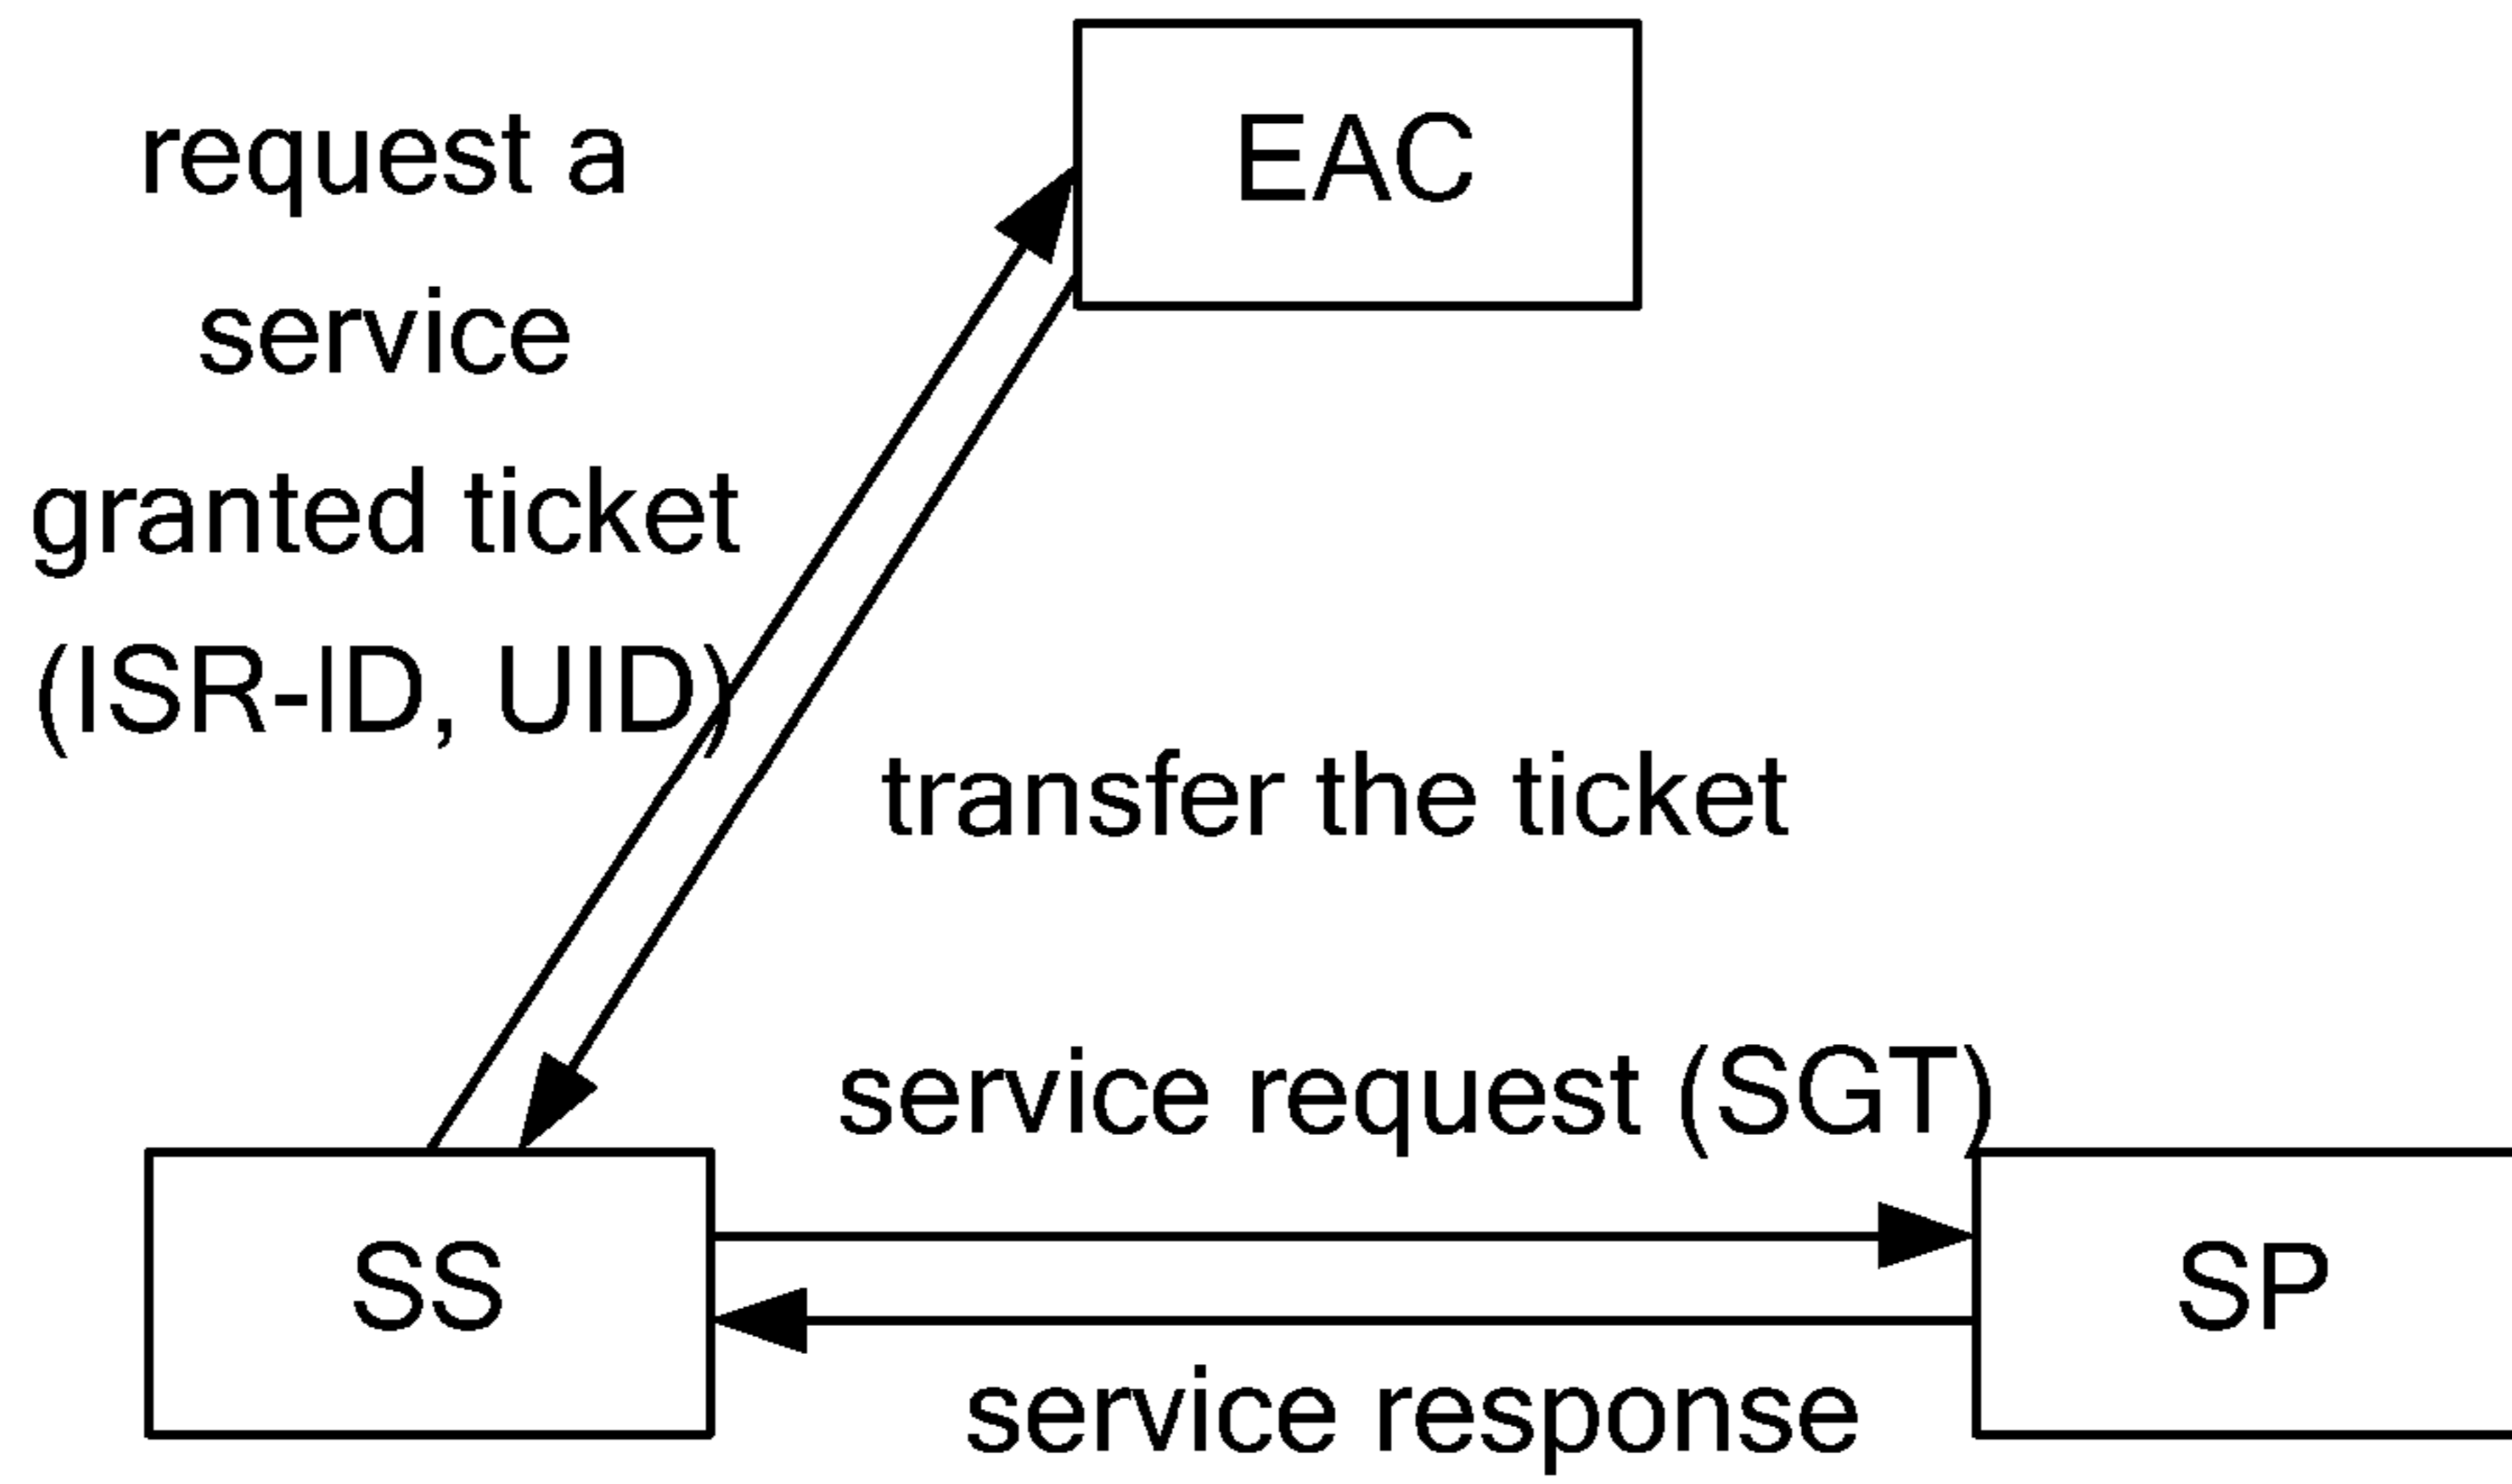 EAC
request a
service
granted ticket
(ISR-ID, UID)
transfer the ticket
service request (SGT)
SS
SP
service response